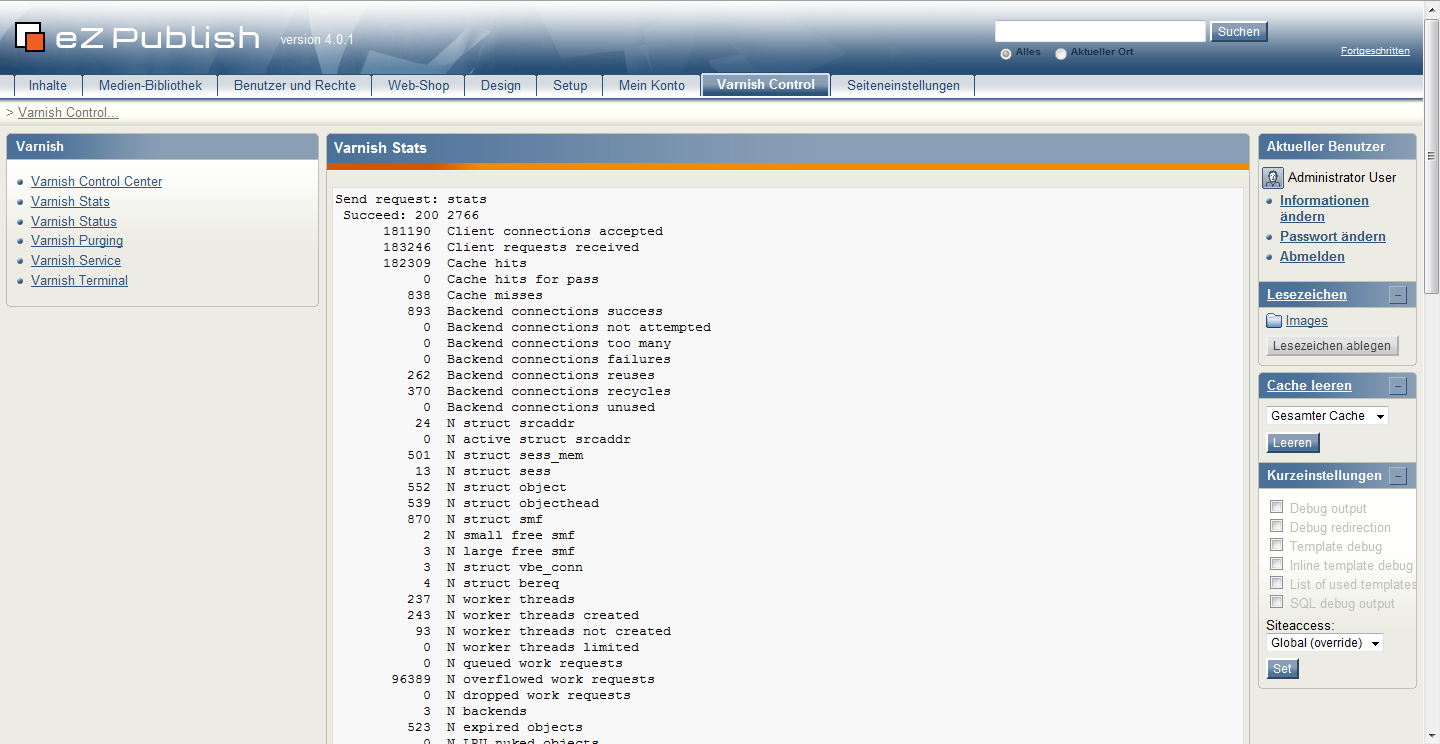 eZ Publish version 4.0.1
Suchen
Alles Aktueller Ort
Fortgeschritten
Inhalte Medien-Bibliothek Benutzer und Rechte Web-Shop Design Setup Mein Konto Varnish Control Seiteneinstellungen
> Varnish Control...
Varnish
Varnish Control Center
Varnish Stats
Varnish Status
Varnish Purging
Varnish Service
Varnish Terminal
Varnish Stats
Send request: stats
Succeed: 200 2766
181190 Client connections accepted
183246 Client requests received
182309 Cache hits
0 Cache hits for pass
838 Cache misses
893 Backend connections success
0 Backend connections not attempted
0 Backend connections too many
0 Backend connections failures
262 Backend connections reuses
370 Backend connections recycles
0 Backend connections unused
24 N struct srcaddr
0 N active struct srcaddr
501 N struct sess_mem
13 N struct sess
552 N struct object
539 N struct objecthead
870 N struct smf
2 N small free smf
3 N large free smf
3 N struct vbe_conn
4 N struct bereq
237 N worker threads
243 N worker threads created
93 N worker threads not created
0 N worker threads limited
0 N queued work requests
96389 N overflowed work requests
0 N dropped work requests
3 N backends
523 N expired objects
0 N LRU nuked objects
Aktueller Benutzer
Administrator User
Informationen
ändern
Passwort ändern
Abmelden
Lesezeichen
Images
Lesezeichen ablegen
Cache leeren
Gesamter Cache
Leeren
Kurzeinstellungen
Debug output
Debug redirection
Template debug
Inline template debug
List of used templates
SQL debug output
Siteaccess:
Global (override)
Set